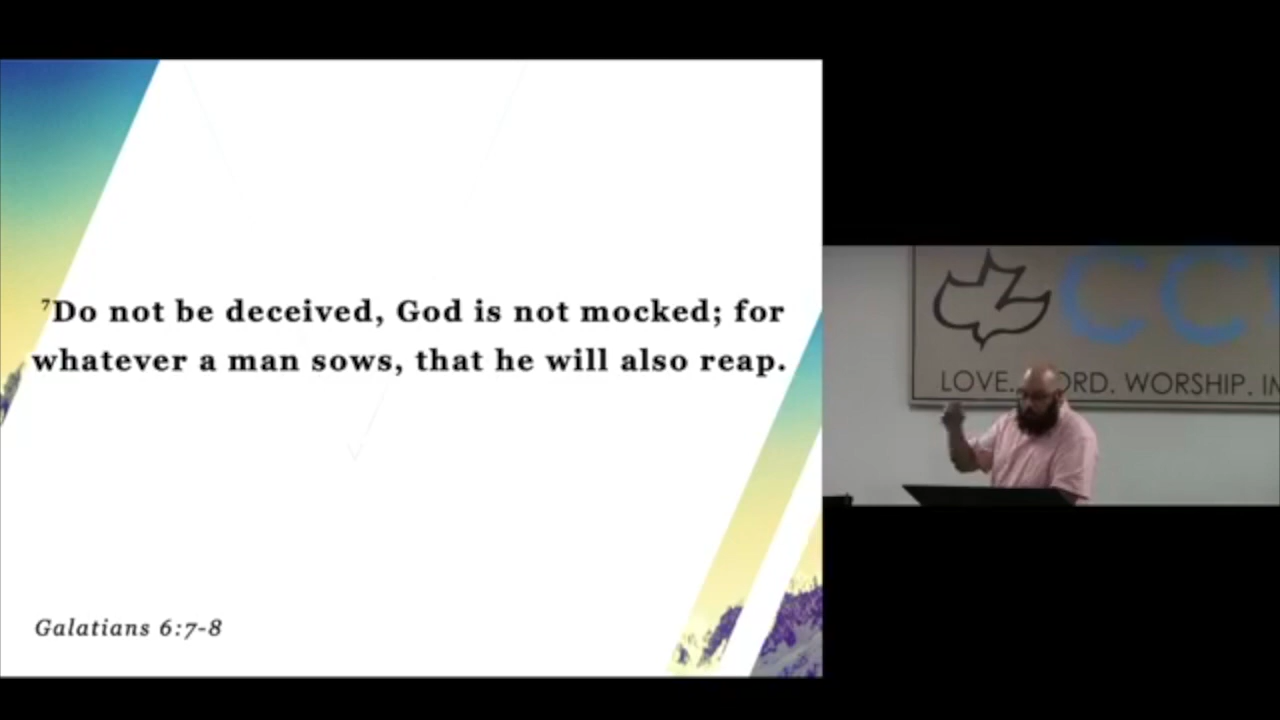 ⁷Do not be deceived, God is not mocked; for
whatever a man sows, that he will also reap.
Galatians 6:7-8
LOVE. WORSHIP.